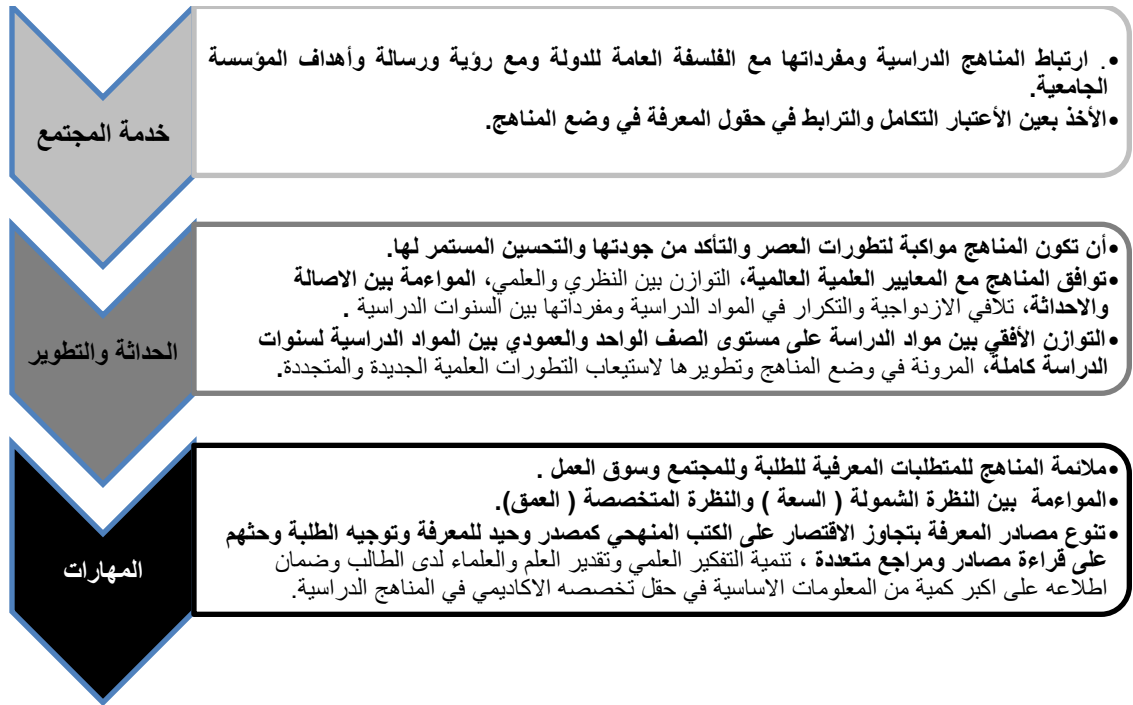 خدمة المجتمع
•. ارتباط المناهج الدراسية ومفرداتها مع الفلسفة العامة للدولة ومع رؤية ورسالة وأهداف المؤسسة
الجامعية.
•الأخذ بعين الأعتبار التكامل والترابط في حقول المعرفة في وضع المناهج.
الحداثة والتطوير
•أن تكون المناهج مواكبة لتطورات العصر والتأكد من جودتها والتحسين المستمر لها.
•توافق المناهج مع المعايير العلمية العالمية، التوازن بين النظري والعلمي، المواءمة بين الاصالة
والاحداثة، تلافي الازدواجية والتكرار في المواد الدراسية ومفرداتها بين السنوات الدراسية .
•التوازن الأفقي بين مواد الدراسة على مستوى الصف الواحد والعمودي بين المواد الدراسية لسنوات
الدراسة كاملة، المرونة في وضع المناهج وتطويرها لاستيعاب التطورات العلمية الجديدة والمتجددة.
المهارات
•ملائمة المناهج للمتطلبات المعرفية للطلبة وللمجتمع وسوق العمل .
•المواءمة بين النظرة الشمولة ( السعة ) والنظرة المتخصصة ( العمق).
•تنوع مصادر المعرفة بتجاوز الاقتصار على الكتب المنهجي كمصدر وحيد للمعرفة وتوجيه الطلبة وحثهم
على قراءة مصادر ومراجع متعددة ، تنمية التفكير العلمي وتقدير العلم والعلماء لدى الطالب وضمان
اطلاعه على اكبر كمية من المعلومات الاساسية في حقل تخصصه الاكاديمي في المناهج الدراسية.